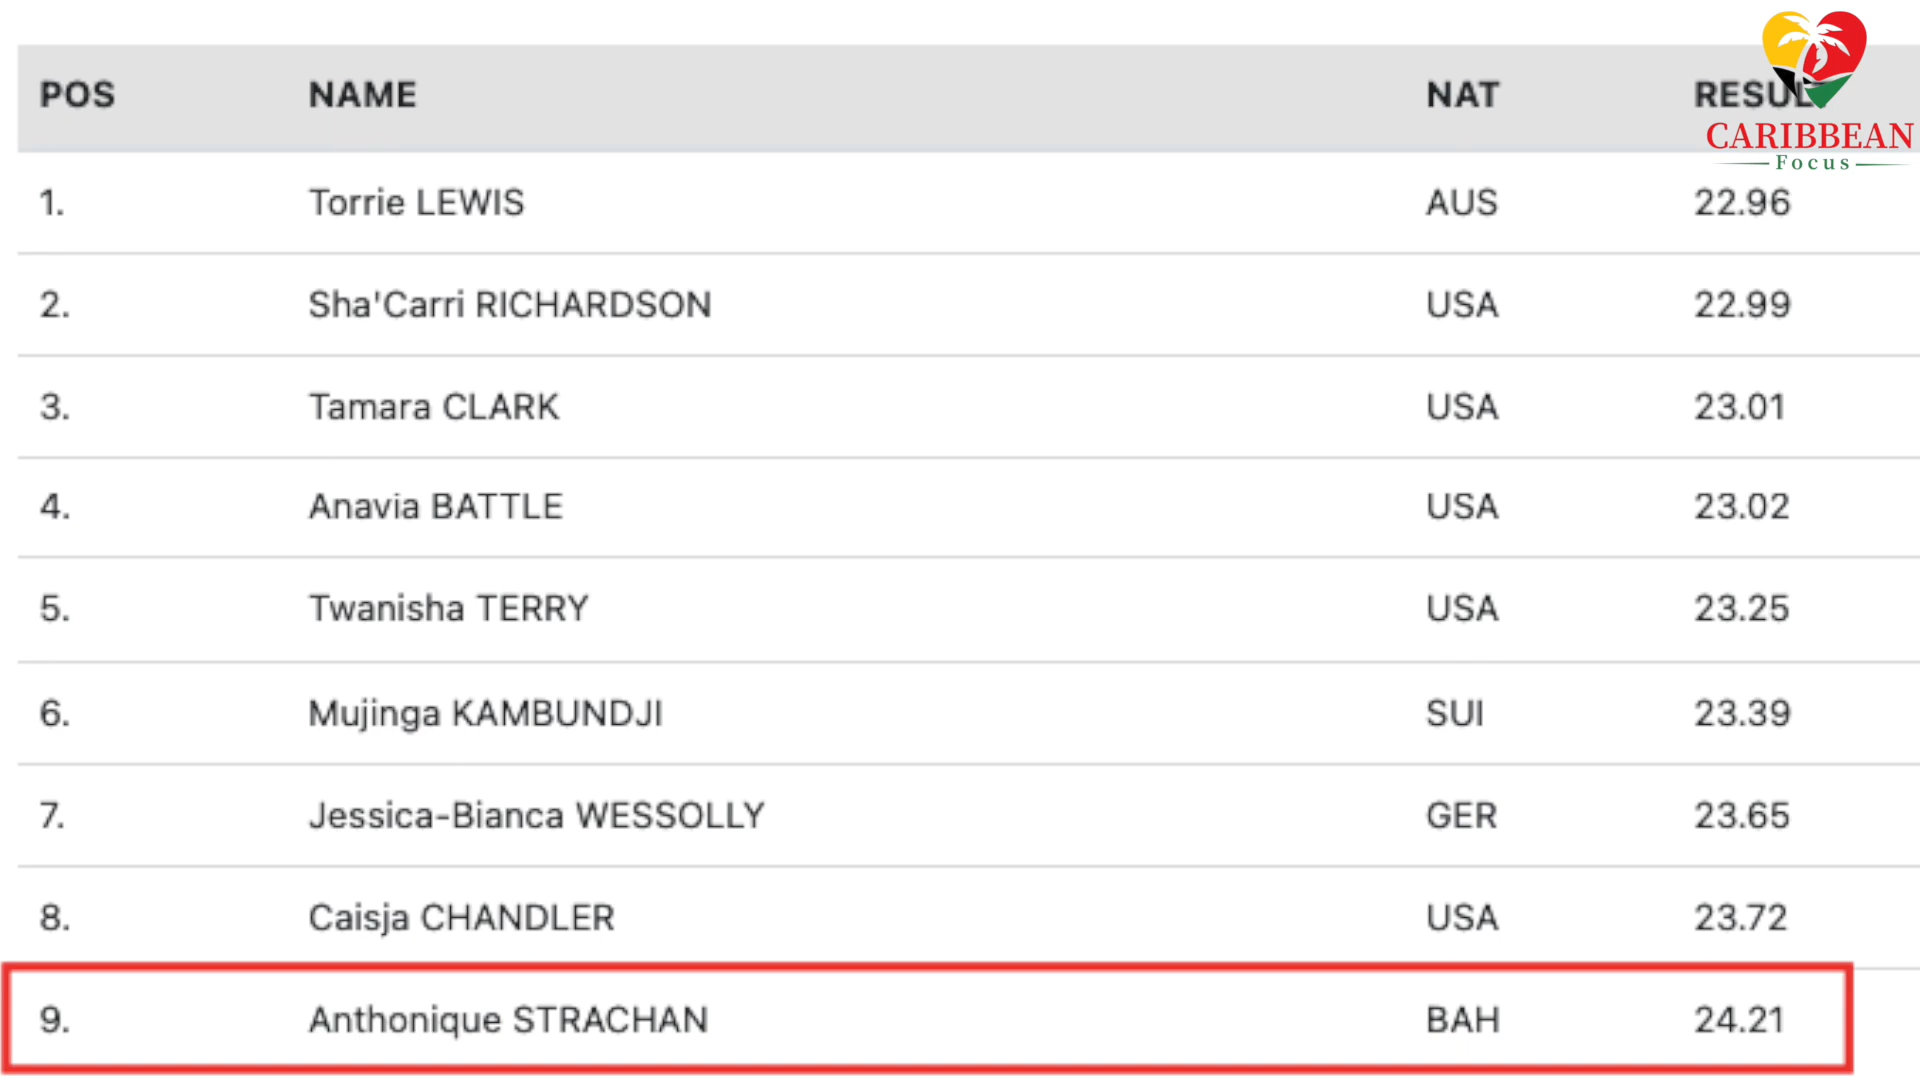 POS NAME NAT RESULT
CARIBBEAN
Focus
1. Torrie LEWIS AUS 22.96
2. Sha'Carri RICHARDSON USA 22.99
3. Tamara CLARK USA 23.01
4. Anavia BATTLE USA 23.02
5. Twanisha TERRY USA 23.25
6. Mujinga KAMBUNDJI SUI 23.39
7. Jessica-Bianca WESSOLLY GER 23.65
8. Caisja CHANDLER USA 23.72
9. Anthonique STRACHAN BAH 24.21